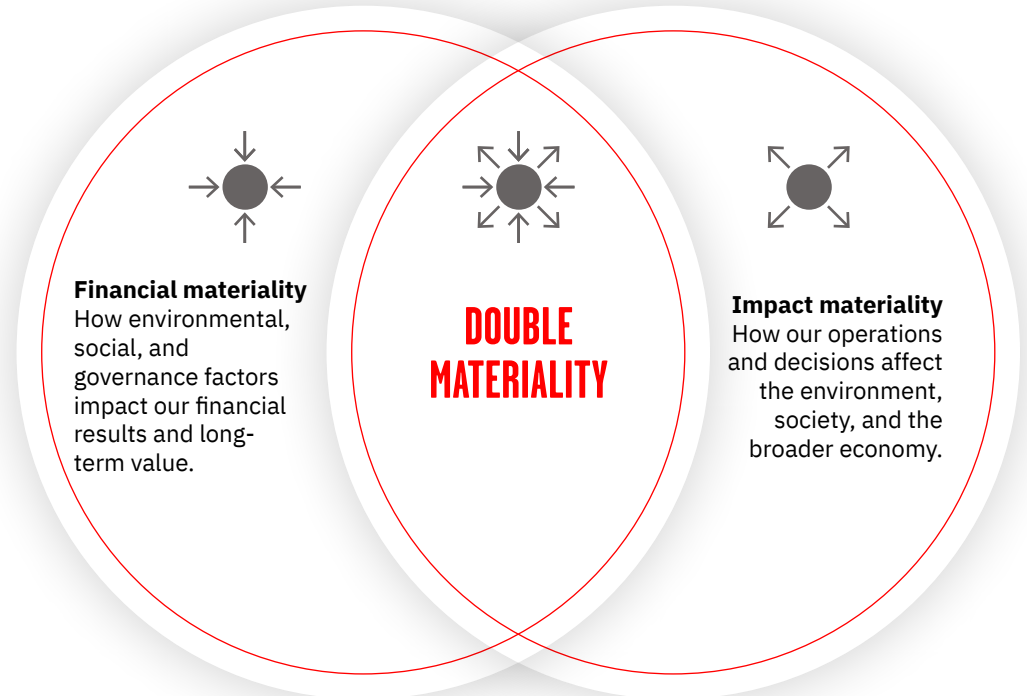 Financial materiality
How environmental,
social, and
governance factors
impact our financial
results and long-
term value.
DOUBLE
MATERIALITY
Impact materiality
How our operations
and decisions affect
the environment,
society, and the
broader economy.